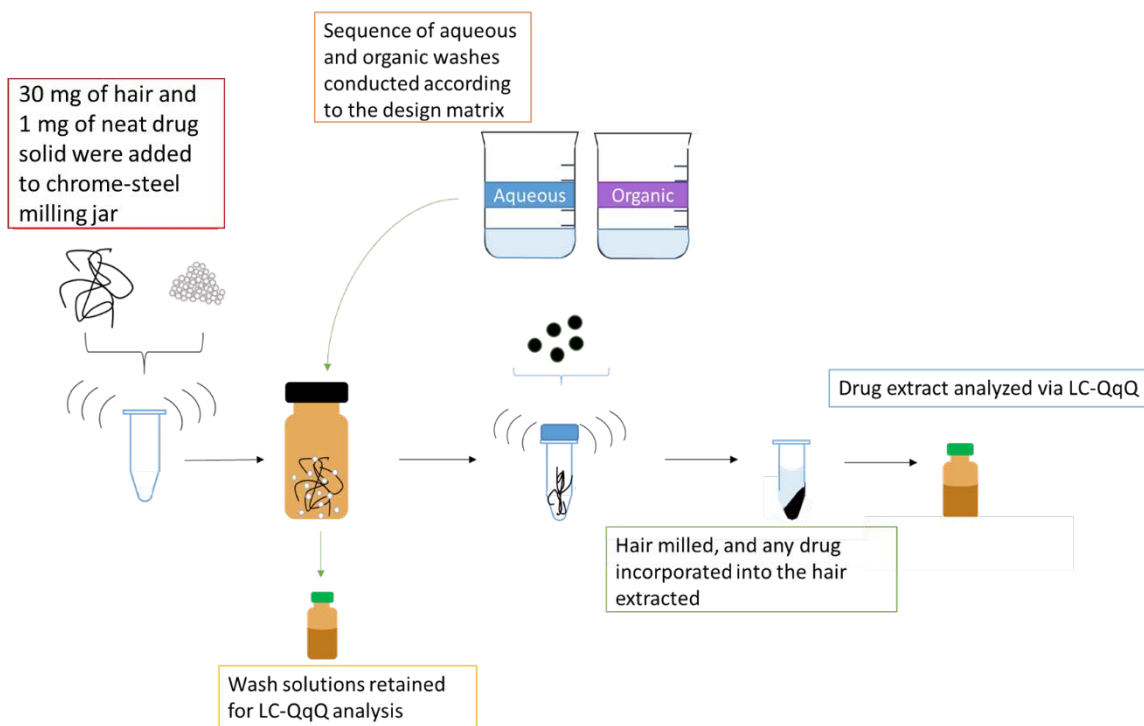 30 mg of hair and
1 mg of neat drug
solid were added
to chrome-steel
milling jar
Sequence of aqueous
and organic washes
conducted according
to the design matrix
Aqueous
Organic
Drug extract analyzed via LC-QqQ
Hair milled, and any drug
incorporated into the hair
extracted
Wash solutions retained
for LC-QqQ analysis